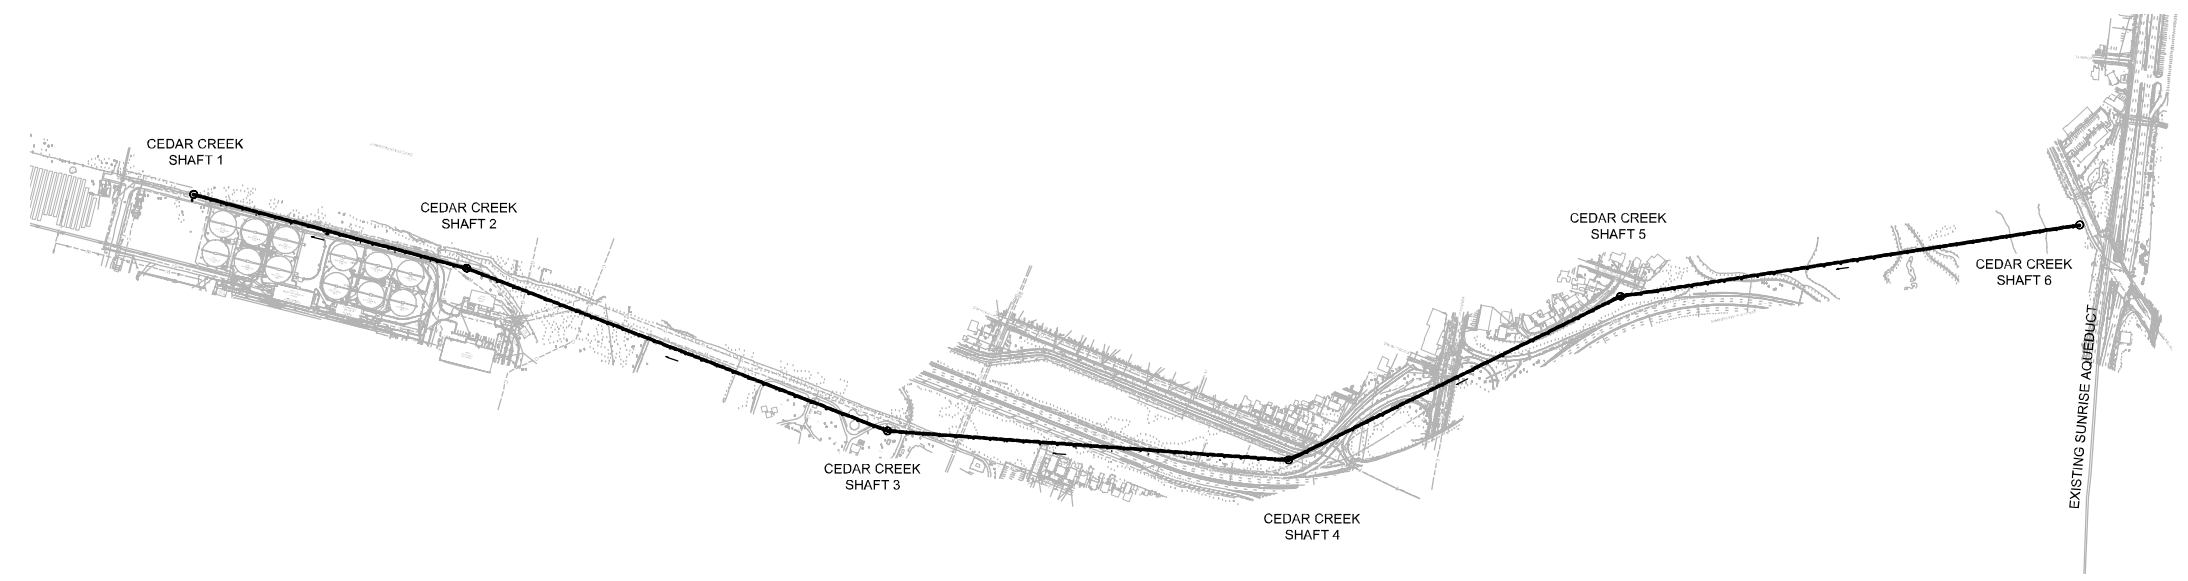 CEDAR CREEK
SHAFT 1
CEDAR CREEK
SHAFT 2
CEDAR CREEK
SHAFT 3
CEDAR CREEK
SHAFT 4
CEDAR CREEK
SHAFT 5
CEDAR CREEK
SHAFT 6
EXISTING SUNRISE AQUEDUCT